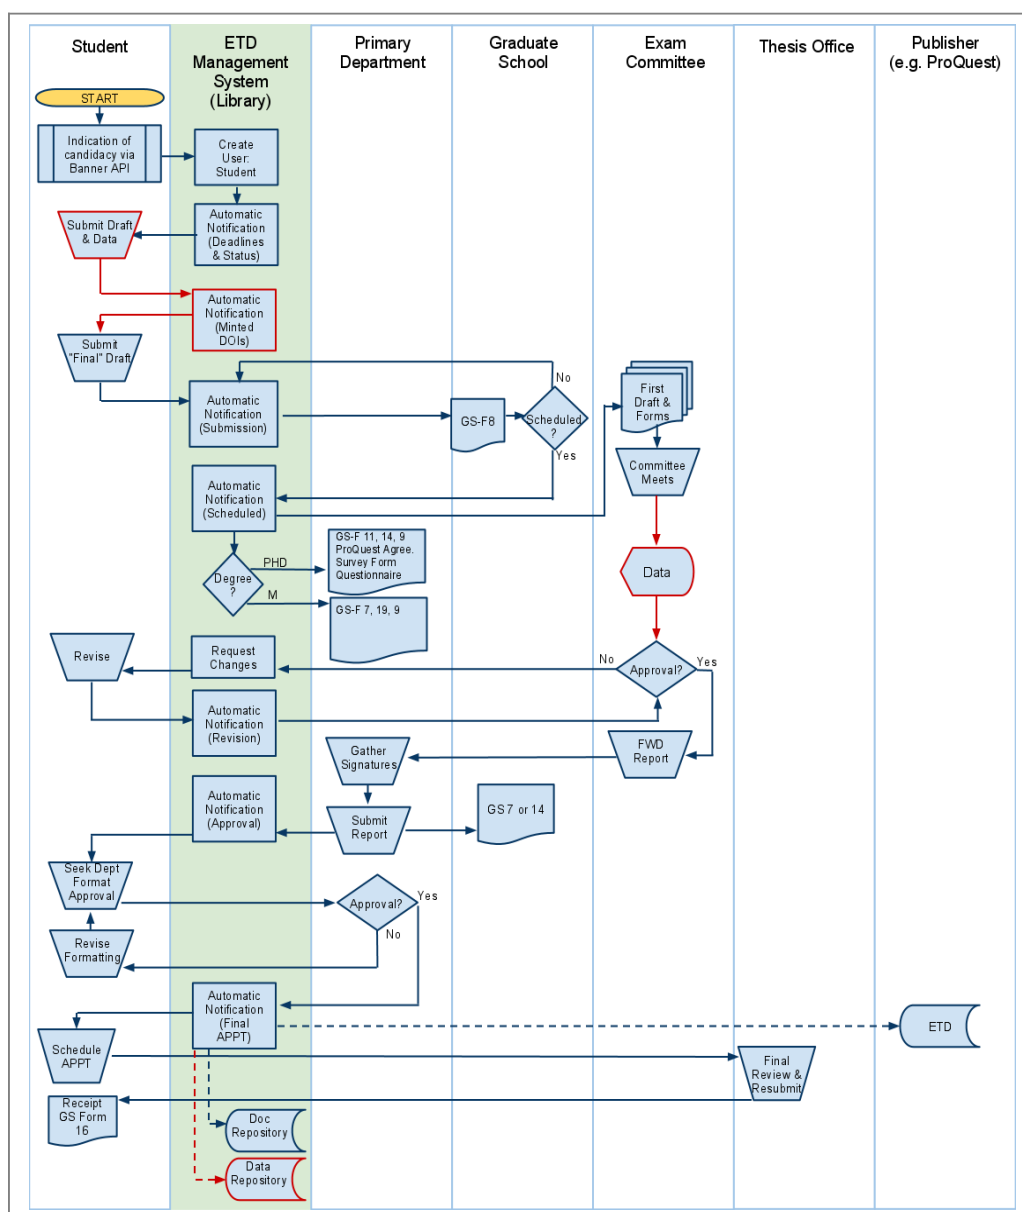 Student
ETD
Management
System
(Library)
Primary
Department
Graduate
School
Exam
Committee
Thesis Office
Publisher
(e.g. ProQuest)
START
Indication of
candidacy via
Banner API
Create
User:
Student
Submit Draft
& Data
Automatic
Notification
(Deadlines
& Status)
Automatic
Notification
(Minted
DOIs)
Submit
"Final" Draft
Automatic
Notification
(Submission)
GS-F8
No
Scheduled
?
Yes
First
Draft &
Forms
Committee
Meets
Automatic
Notification
(Scheduled)
Degree
?
PHD
M
GS-F 11, 14, 9
ProQuest Agree.
Survey Form
Questionnaire
GS-F 7, 19, 9
Data
Revise
Request
Changes
No
Approval?
Yes
Automatic
Notification
(Revision)
Gather
Signatures
FWD
Report
Automatic
Notification
(Approval)
Submit
Report
GS 7 or 14
Seek Dept
Format
Approval
Approval?
Yes
No
Revise
Formatting
Automatic
Notification
(Final
APPT)
ETD
Schedule
APPT
Final
Review &
Resubmit
Receipt
GS Form
16
Doc
Repository
Data
Repository